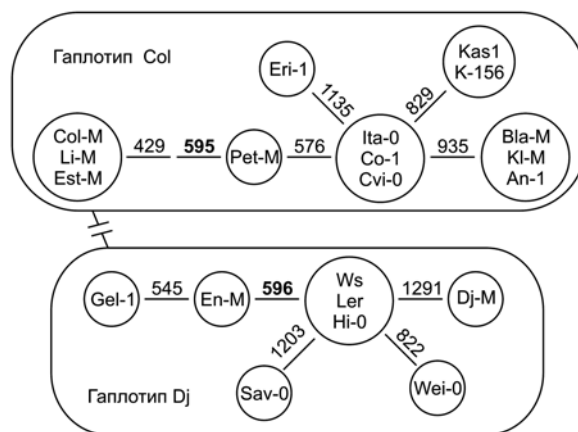 Гаплотип Col
Eri-1
1135
829
Kas1
K-156
Col-M
Li-M
Est-M
429
595
Pet-M
576
Ita-0
Co-1
Cvi-0
935
Bla-M
Kl-M
An-1
Gel-1
545
En-M
596
Ws
Ler
Hi-0
1291
Dj-M
1203
822
Sav-0
Wei-0
Гаплотип Dj